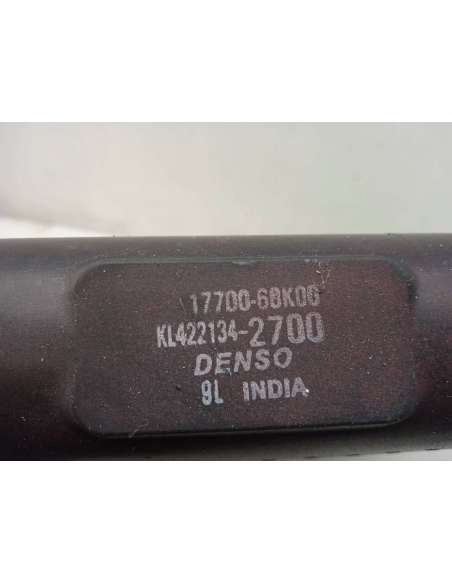 17700-68K00
KL422134-2700
DENSO
9L INDIA